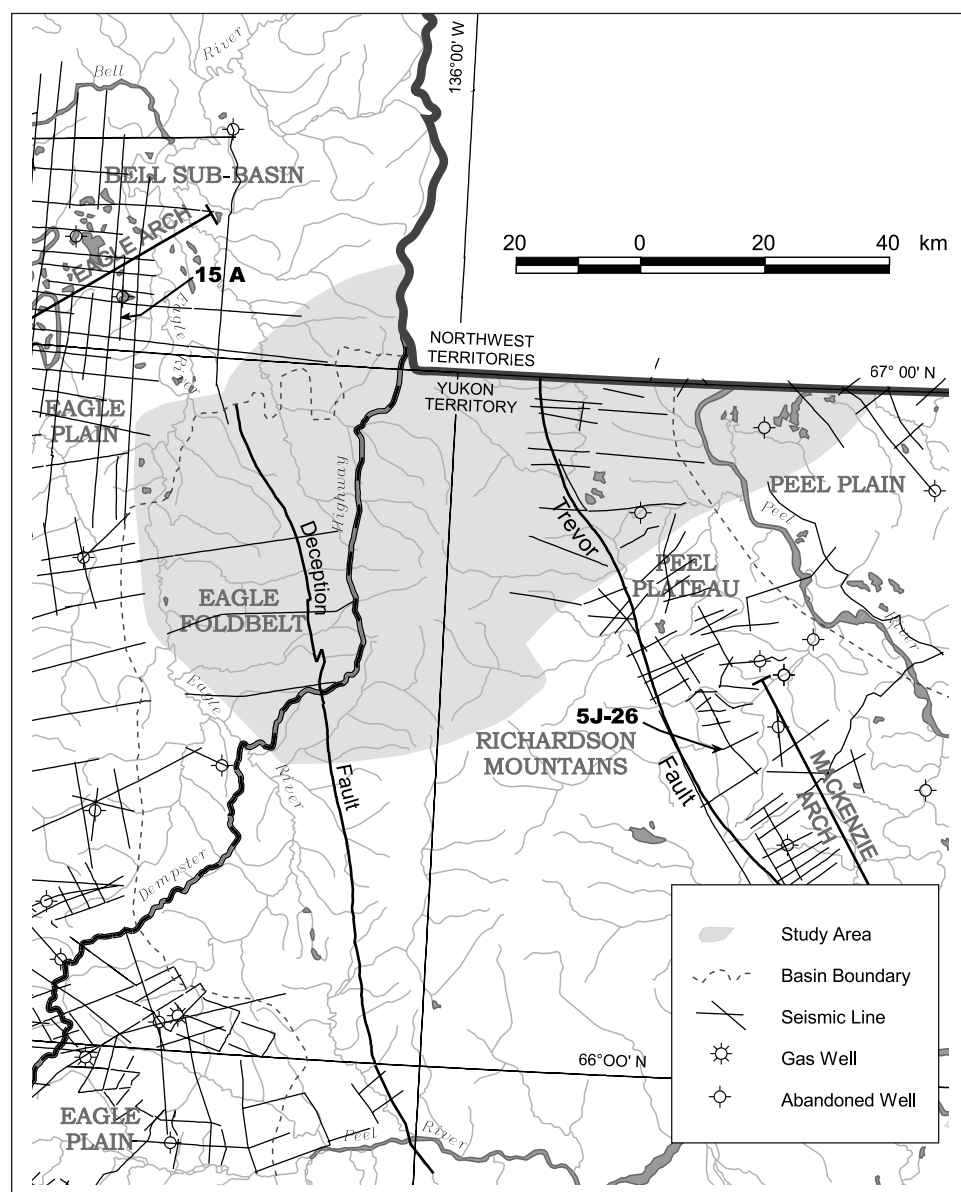 River
Bell
136°00' W
BELL SUB-BASIN
EAGLE ARCH
15 A
20 0 20 40 km
Eagle River
NORTHWEST
TERRITORIES
YUKON
TERRITORY
67° 00' N
EAGLE
PLAIN
Highway
PEEL PLAIN
Peel
River
Trevor
Fault
Deception
Fault
PEEL
PLATEAU
EAGLE
FOLDBELT
Eagle
River
5J-26
RICHARDSON
MOUNTAINS
MACKENZIE
ARCH
Dempster
Study Area
Basin Boundary
Seismic Line
Gas Well
Abandoned Well
66°OO' N
EAGLE
PLAIN
Peel
River